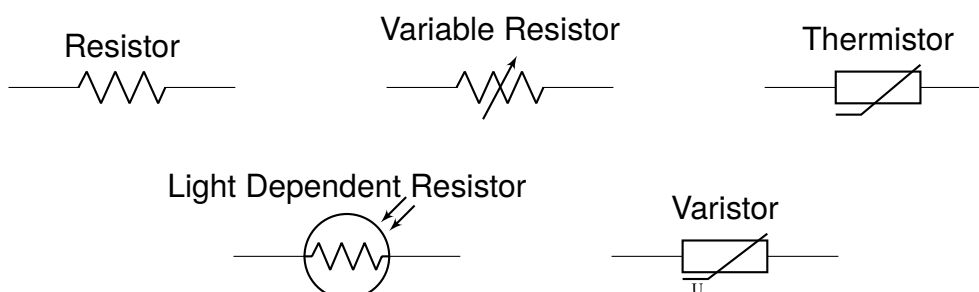 Resistor
Variable Resistor
Thermistor
Light Dependent Resistor
Varistor
U